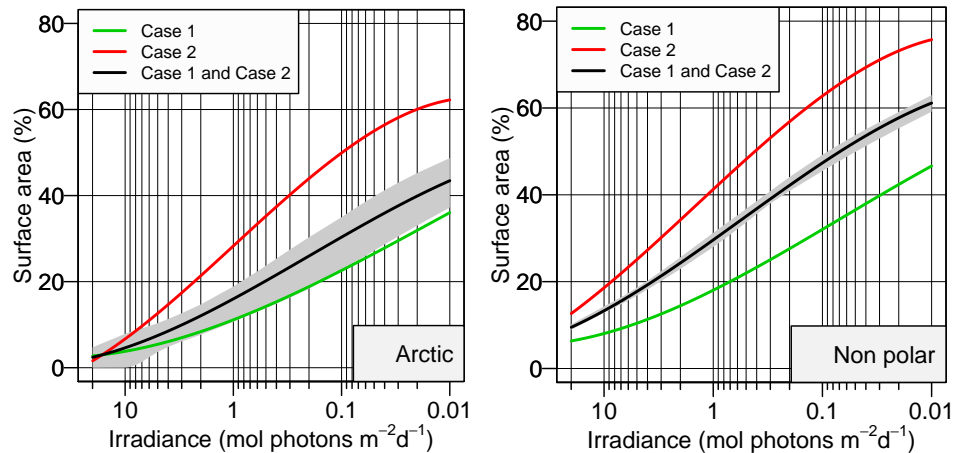 80
60
40
20
0
Surface area (%)
Case 1
Case 2
Case 1 and Case 2
Arctic
10 1 0.1 0.01
Irradiance (mol photons m⁻²d⁻¹)
80
60
40
20
0
Surface area (%)
Case 1
Case 2
Case 1 and Case 2
Non polar
10 1 0.1 0.01
Irradiance (mol photons m⁻²d⁻¹)